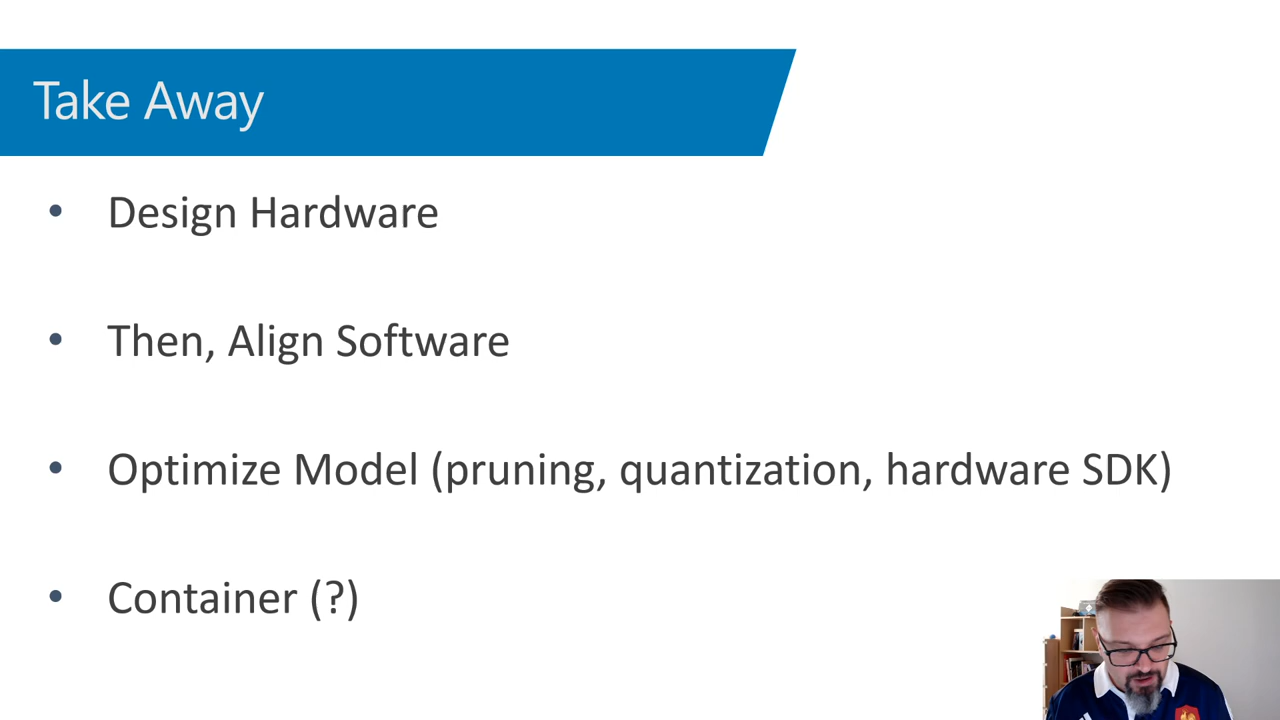 Take Away
• Design Hardware
• Then, Align Software
• Optimize Model (pruning, quantization, hardware SDK)
• Container (?)